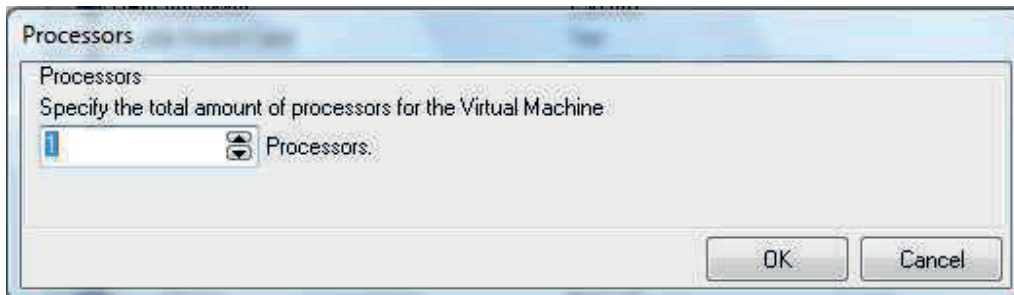 Processors
Processors
Specify the total amount of processors for the Virtual Machine
1 Processors.
OK Cancel